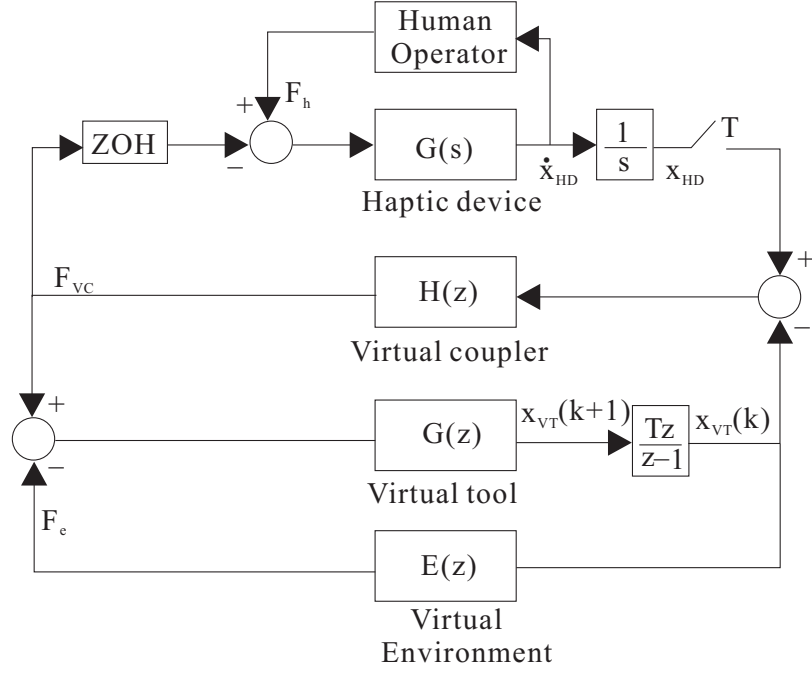 Human
Operator
+
F_h
ZOH
−
G(s)
ẋ_HD
1/s
x_HD
T
Haptic device
+
F_VC
H(z)
−
Virtual coupler
+
−
G(z)
x_VT(k+1)
Tz/z−1
x_VT(k)
Virtual tool
F_e
E(z)
Virtual
Environment